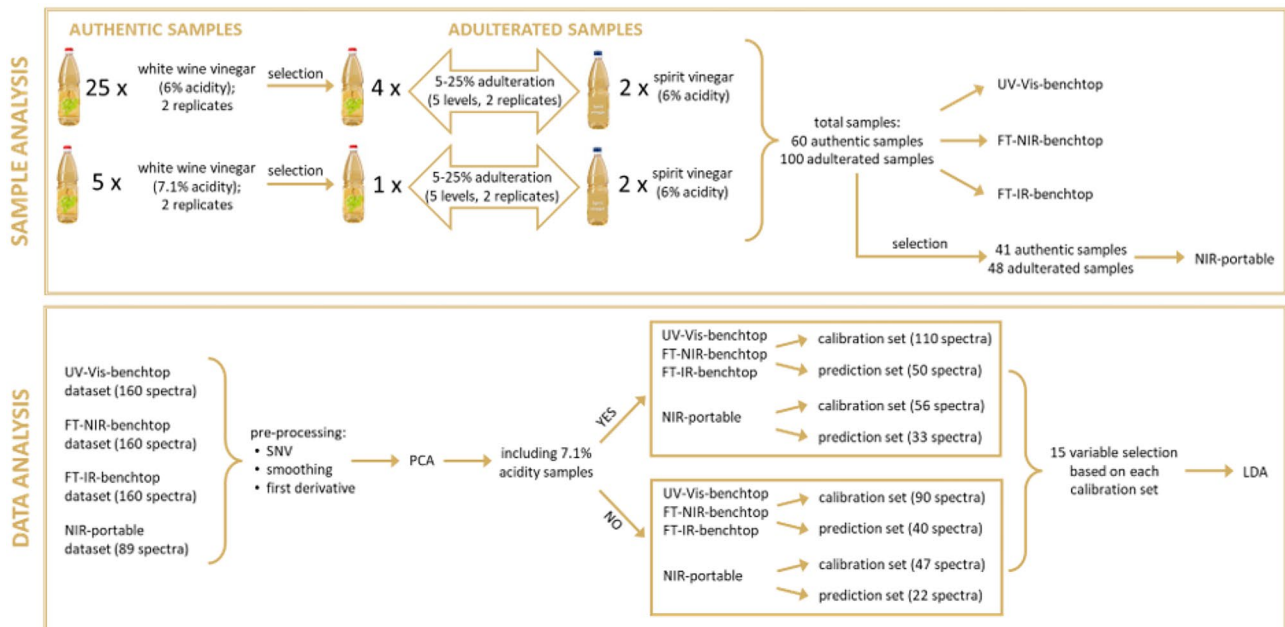 SAMPLE ANALYSIS
AUTHENTIC SAMPLES
ADULTERATED SAMPLES
25 x
white wine vinegar
(6% acidity);
2 replicates
selection
4 x
5-25% adulteration
(5 levels, 2 replicates)
2 x
spirit vinegar
(6% acidity)
5 x
white wine vinegar
(7.1% acidity);
2 replicates
selection
1 x
5-25% adulteration
(5 levels, 2 replicates)
2 x
spirit vinegar
(6% acidity)
total samples:
60 authentic samples
100 adulterated samples
UV-Vis-benchtop
FT-NIR-benchtop
FT-IR-benchtop
selection
41 authentic samples
48 adulterated samples
NIR-portable
DATA ANALYSIS
UV-Vis-benchtop
dataset (160 spectra)
FT-NIR-benchtop
dataset (160 spectra)
FT-IR-benchtop
dataset (160 spectra)
NIR-portable
dataset (89 spectra)
pre-processing:
• SNV
• smoothing
• first derivative
PCA
including 7.1%
acidity samples
YES
UV-Vis-benchtop
FT-NIR-benchtop
FT-IR-benchtop
calibration set (110 spectra)
prediction set (50 spectra)
NIR-portable
calibration set (56 spectra)
prediction set (33 spectra)
NO
UV-Vis-benchtop
FT-NIR-benchtop
FT-IR-benchtop
calibration set (90 spectra)
prediction set (40 spectra)
NIR-portable
calibration set (47 spectra)
prediction set (22 spectra)
15 variable selection
based on each
calibration set
LDA